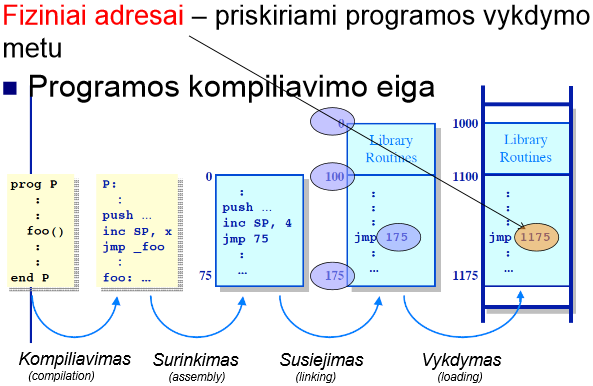 Fiziniai adresai – priskiriami programos vykdymo
metu
Programos kompiliavimo eiga
prog P
:
:
foo()
:
:
end P
P:
:
push …
inc SP, x
jmp _foo
:
foo: …
0
75
:
push …
inc SP, 4
jmp 75
:
…
0
100
175
Library
Routines
:
:
:
jmp 175
:
…
1000
1100
1175
Library
Routines
:
:
:
jmp 1175
:
…
Kompiliavimas
(compilation)
Surinkimas
(assembly)
Susiejimas
(linking)
Vykdymas
(loading)